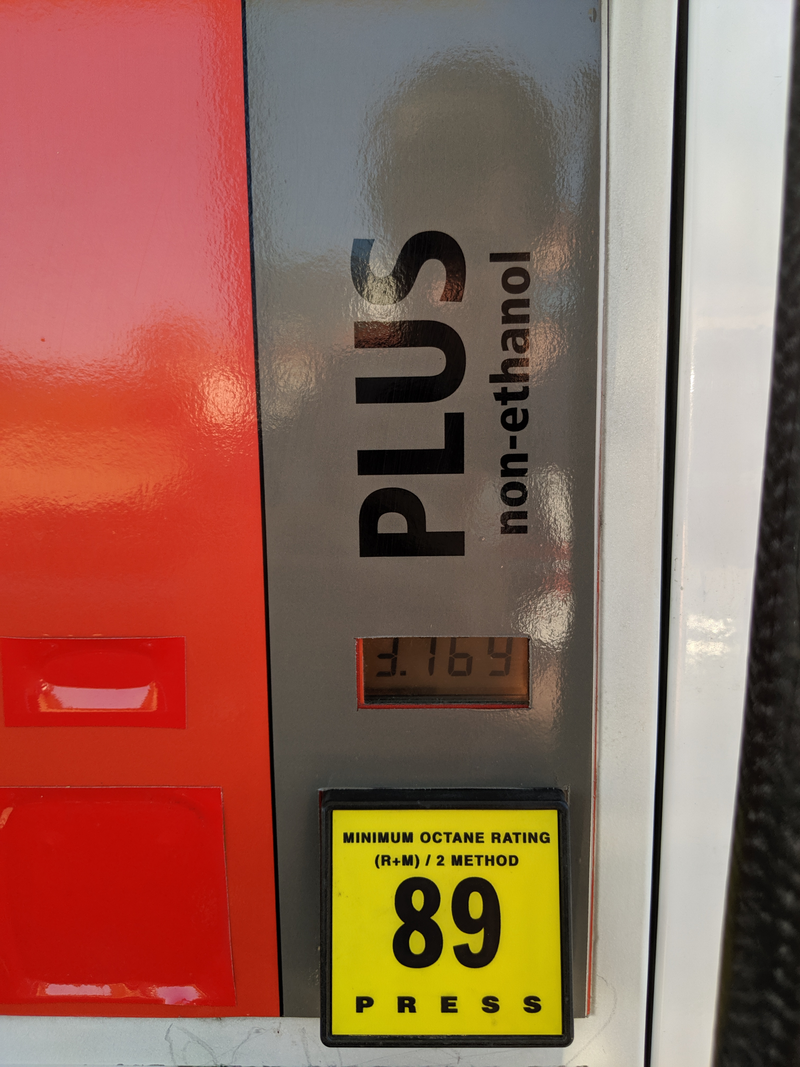 PLUS
non-ethanol
3.169
MINIMUM OCTANE RATING
(R+M) / 2 METHOD
89
PRESS